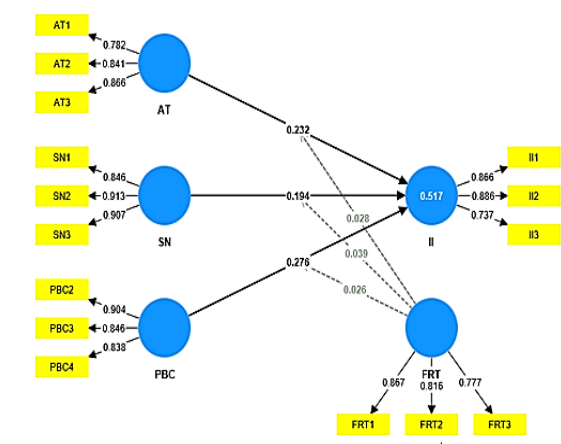 AT1
0.782
AT2
0.841
AT3
0.866
AT
0.232
SN1
0.846
SN2
0.913
SN3
0.907
SN
0.194
PBC2
0.904
PBC3
0.846
PBC4
0.838
PBC
0.276
0.028
0.039
0.026
0.517
II
0.866
II1
0.886
II2
0.737
II3
FRT
0.867
0.816
0.777
FRT1
FRT2
FRT3